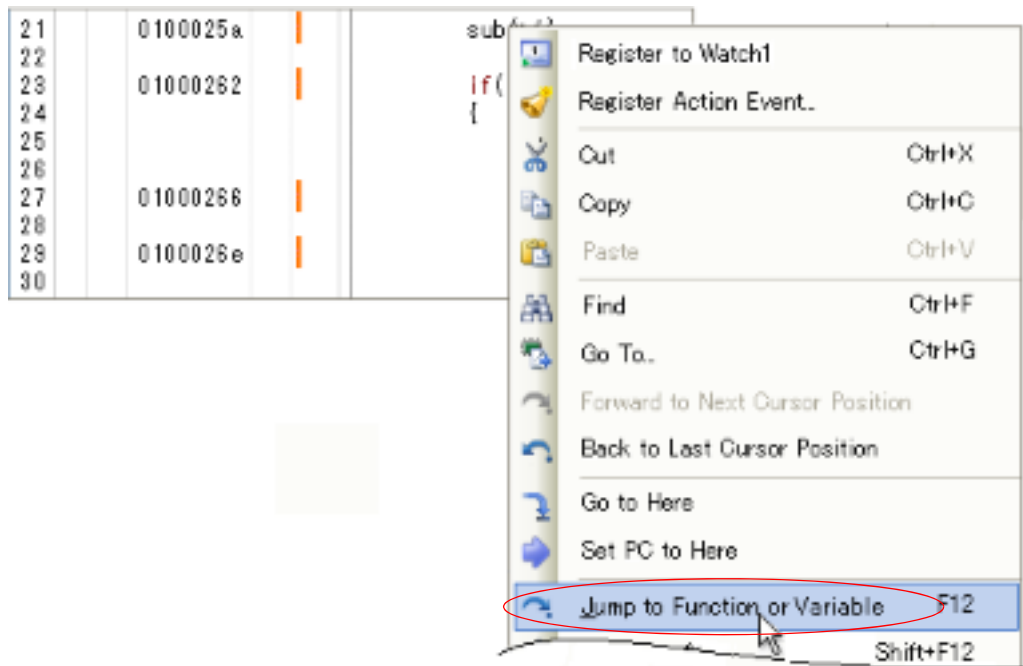 21 0100025a sub
22
23 01000262 if(
24 {
25
26
27 01000266
28
29 0100026e
30
Register to Watch1
Register Action Event...
Cut Ctrl+X
Copy Ctrl+C
Paste Ctrl+V
Find Ctrl+F
Go To...
Ctrl+G
Forward to Next Cursor Position
Back to Last Cursor Position
Go to Here
Set PC to Here
Jump to Function or Variable F12
Shift+F12